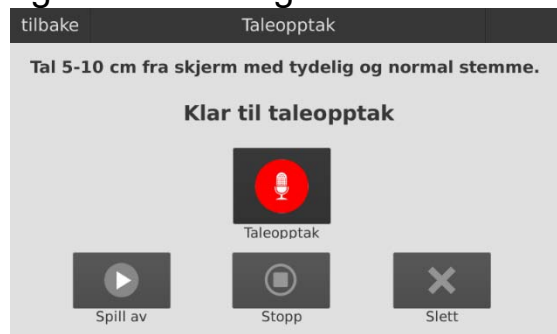 tilbake Taleopptak
Tal 5-10 cm fra skjerm med tydelig og normal stemme.
Klar til taleopptak
Taleopptak
Spill av Stopp Slett